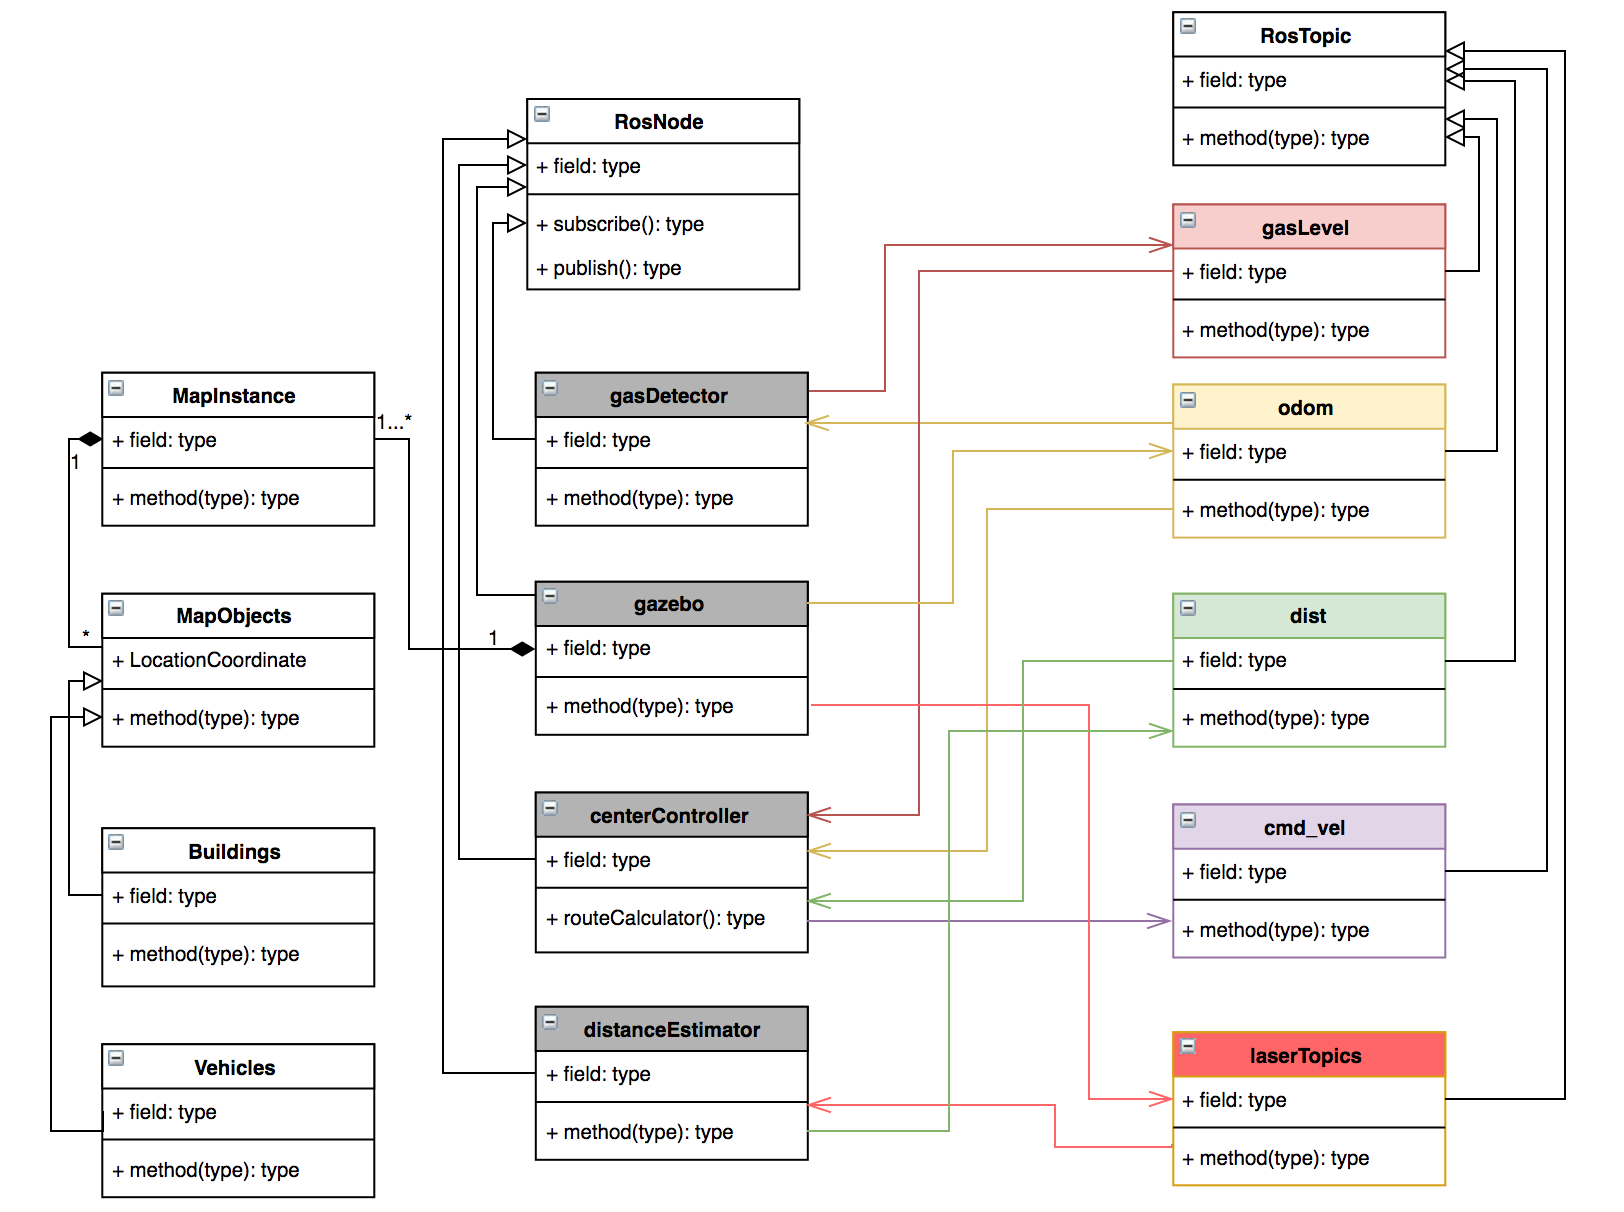 RosTopic
+ field: type
+ method(type): type
RosNode
+ field: type
+ subscribe(): type
+ publish(): type
gasLevel
+ field: type
+ method(type): type
MapInstance
+ field: type
+ method(type): type
1...*
1
gasDetector
+ field: type
+ method(type): type
odom
+ field: type
+ method(type): type
MapObjects
+ LocationCoordinate
+ method(type): type
*
1
gazebo
+ field: type
+ method(type): type
dist
+ field: type
+ method(type): type
Buildings
+ field: type
+ method(type): type
centerController
+ field: type
+ routeCalculator(): type
cmd_vel
+ field: type
+ method(type): type
Vehicles
+ field: type
+ method(type): type
distanceEstimator
+ field: type
+ method(type): type
laserTopics
+ field: type
+ method(type): type